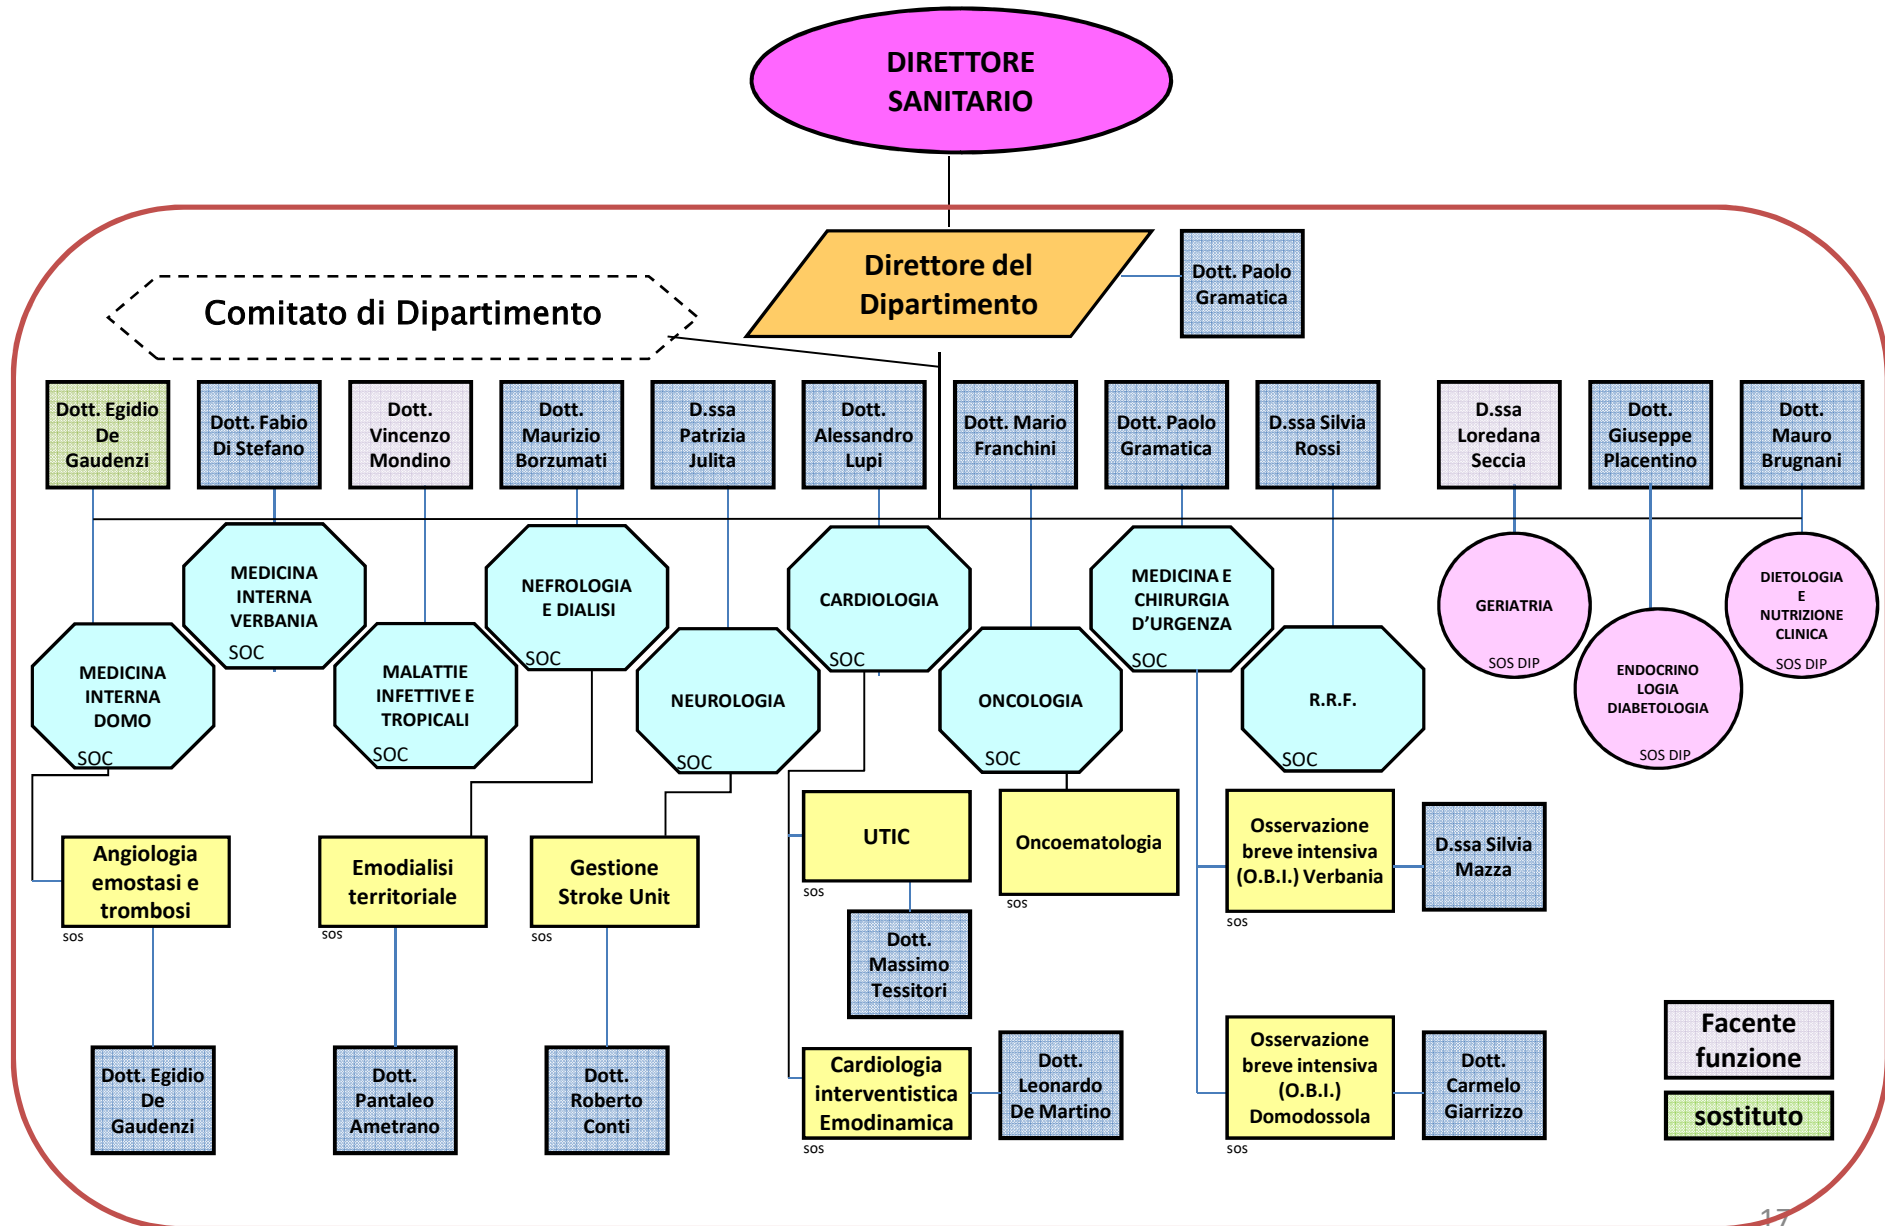 DIRETTORE
SANITARIO
Direttore del
Dipartimento
Dott. Paolo
Gramatica
Comitato di Dipartimento
Dott. Egidio
De
Gaudenzi
Dott. Fabio
Di Stefano
Dott.
Vincenzo
Mondino
Dott.
Maurizio
Borzumati
D.ssa
Patrizia
Julita
Dott.
Alessandro
Lupi
Dott. Mario
Franchini
Dott. Paolo
Gramatica
D.ssa Silvia
Rossi
D.ssa
Loredana
Seccia
Dott.
Giuseppe
Placentino
Dott.
Mauro
Brugnani
MEDICINA
INTERNA
DOMO
SOC
MEDICINA
INTERNA
VERBANIA
SOC
MALATTIE
INFETTIVE E
TROPICALI
SOC
NEFROLOGIA
E DIALISI
SOC
NEUROLOGIA
SOC
CARDIOLOGIA
SOC
ONCOLOGIA
SOC
MEDICINA E
CHIRURGIA
D'URGENZA
SOC
R.R.F.
SOC
GERIATRIA
SOS DIP
ENDOCRINO
LOGIA
DIABETOLOGIA
SOS DIP
DIETOLOGIA
E
NUTRIZIONE
CLINICA
SOS DIP
Angiologia
emostasi e
trombosi
sos
Emodialisi
territoriale
sos
Gestione
Stroke Unit
sos
UTIC
sos
Oncoematologia
sos
Osservazione
breve intensiva
(O.B.I.) Verbania
sos
D.ssa Silvia
Mazza
Dott.
Massimo
Tessitori
Dott. Egidio
De
Gaudenzi
Dott.
Pantaleo
Ametrano
Dott.
Roberto
Conti
Cardiologia
interventistica
Emodinamica
sos
Dott.
Leonardo
De Martino
Osservazione
breve intensiva
(O.B.I.)
Domodossola
sos
Dott.
Carmelo
Giarrizzo
Facente
funzione
sostituto
17